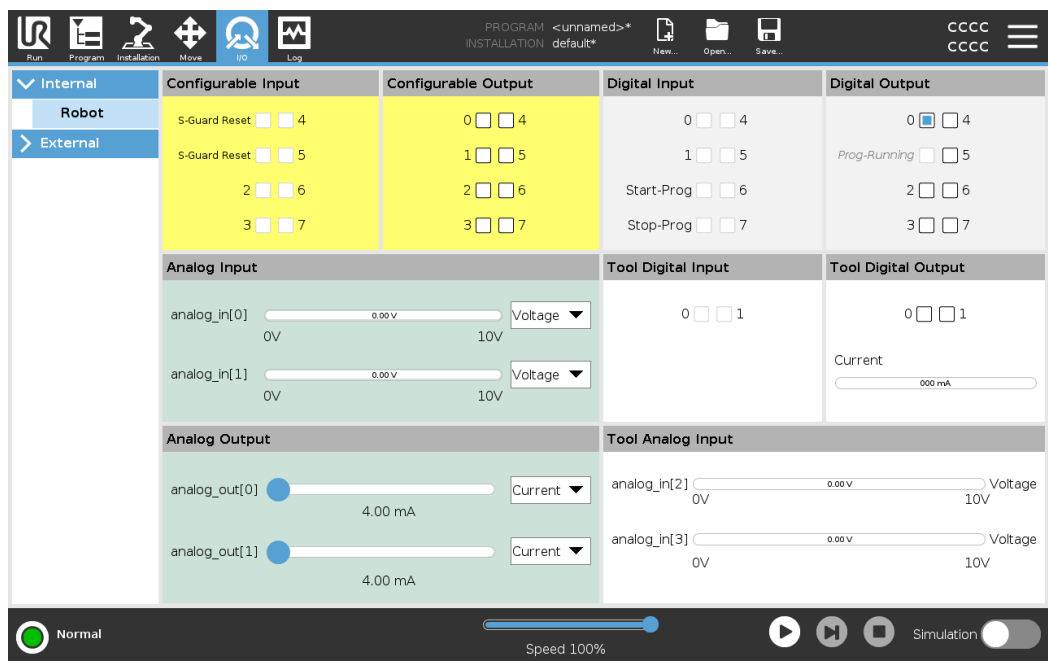 UR
PROGRAM <unnamed>*
INSTALLATION default*
CCCC
CCCC
Run Program Installation Move I/O Log New... Open... Save...
Internal
Robot
External
Configurable Input
S-Guard Reset 4
S-Guard Reset 5
2 6
3 7
Configurable Output
0 4
1 5
2 6
3 7
Digital Input
0 4
1 5
Start-Prog 6
Stop-Prog 7
Digital Output
0 4
Prog-Running 5
2 6
3 7
Analog Input
analog_in[0] 0.00 V Voltage
0V 10V
analog_in[1] 0.00 V Voltage
0V 10V
Tool Digital Input
0 1
Tool Digital Output
0 1
Current
000 mA
Analog Output
analog_out[0] Current
4.00 mA
analog_out[1] Current
4.00 mA
Tool Analog Input
analog_in[2] 0.00 V Voltage
0V 10V
analog_in[3] 0.00 V Voltage
0V 10V
Normal
Speed 100%
Simulation